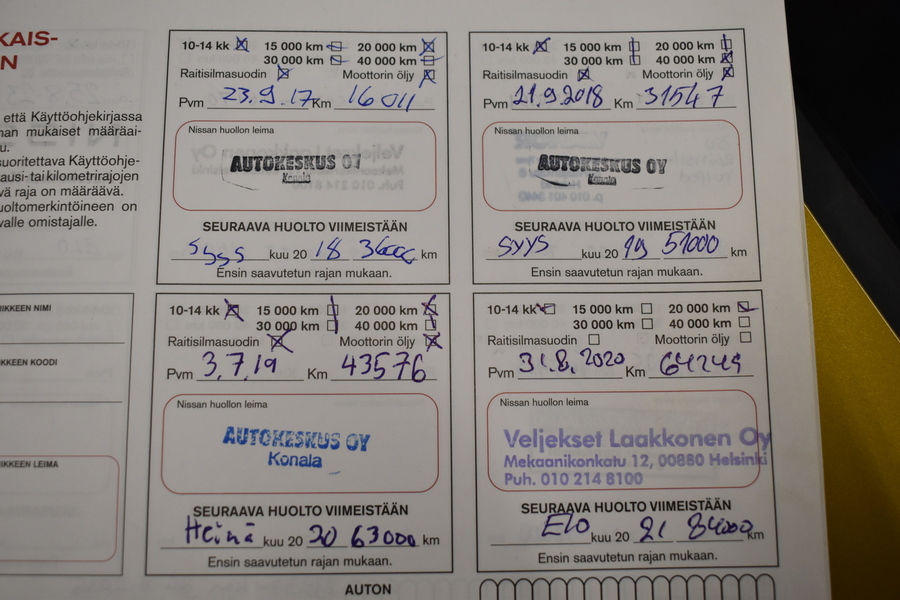 KAIS-
N
että Käyttöohjekirjassa
nan mukaiset määräai-
u.
suoritettava Käyttöohje-
kausi- tai kilometrirajojen
vä raja on määräävä.
uoltomerkintöineen on
valle omistajalle.
IKKEEN NIMI
KKEEN KOODI
IKKEEN LEIMA
10-14 kk 15 000 km 20 000 km
30 000 km 40 000 km
Raitisilmasuodin Moottorin öljy
Pvm 23.9.17 Km 16011
Nissan huollon leima
AUTOKESKUS OY
Konala
SEURAAVA HUOLTO VIIMEISTÄÄN
syys kuu 20 18 36000 km
Ensin saavutetun rajan mukaan.
10-14 kk 15 000 km 20 000 km
30 000 km 40 000 km
Raitisilmasuodin Moottorin öljy
Pvm 21.9.2018 Km 31547
Nissan huollon leima
AUTOKESKUS OY
Konala
SEURAAVA HUOLTO VIIMEISTÄÄN
syys kuu 20 19 51000 km
Ensin saavutetun rajan mukaan.
10-14 kk 15 000 km 20 000 km
30 000 km 40 000 km
Raitisilmasuodin Moottorin öljy
Pvm 3.7.19 Km 43576
Nissan huollon leima
AUTOKESKUS OY
Konala
SEURAAVA HUOLTO VIIMEISTÄÄN
Heinä kuu 20 20 63000 km
Ensin saavutetun rajan mukaan.
10-14 kk 15 000 km 20 000 km
30 000 km 40 000 km
Raitisilmasuodin Moottorin öljy
Pvm 31.8.2020 Km 64249
Nissan huollon leima
Veljekset Laakkonen Oy
Mekaanikonkatu 12, 00880 Helsinki
Puh. 010 214 8100
SEURAAVA HUOLTO VIIMEISTÄÄN
Elo kuu 20 21 84000 km
Ensin saavutetun rajan mukaan.
AUTON